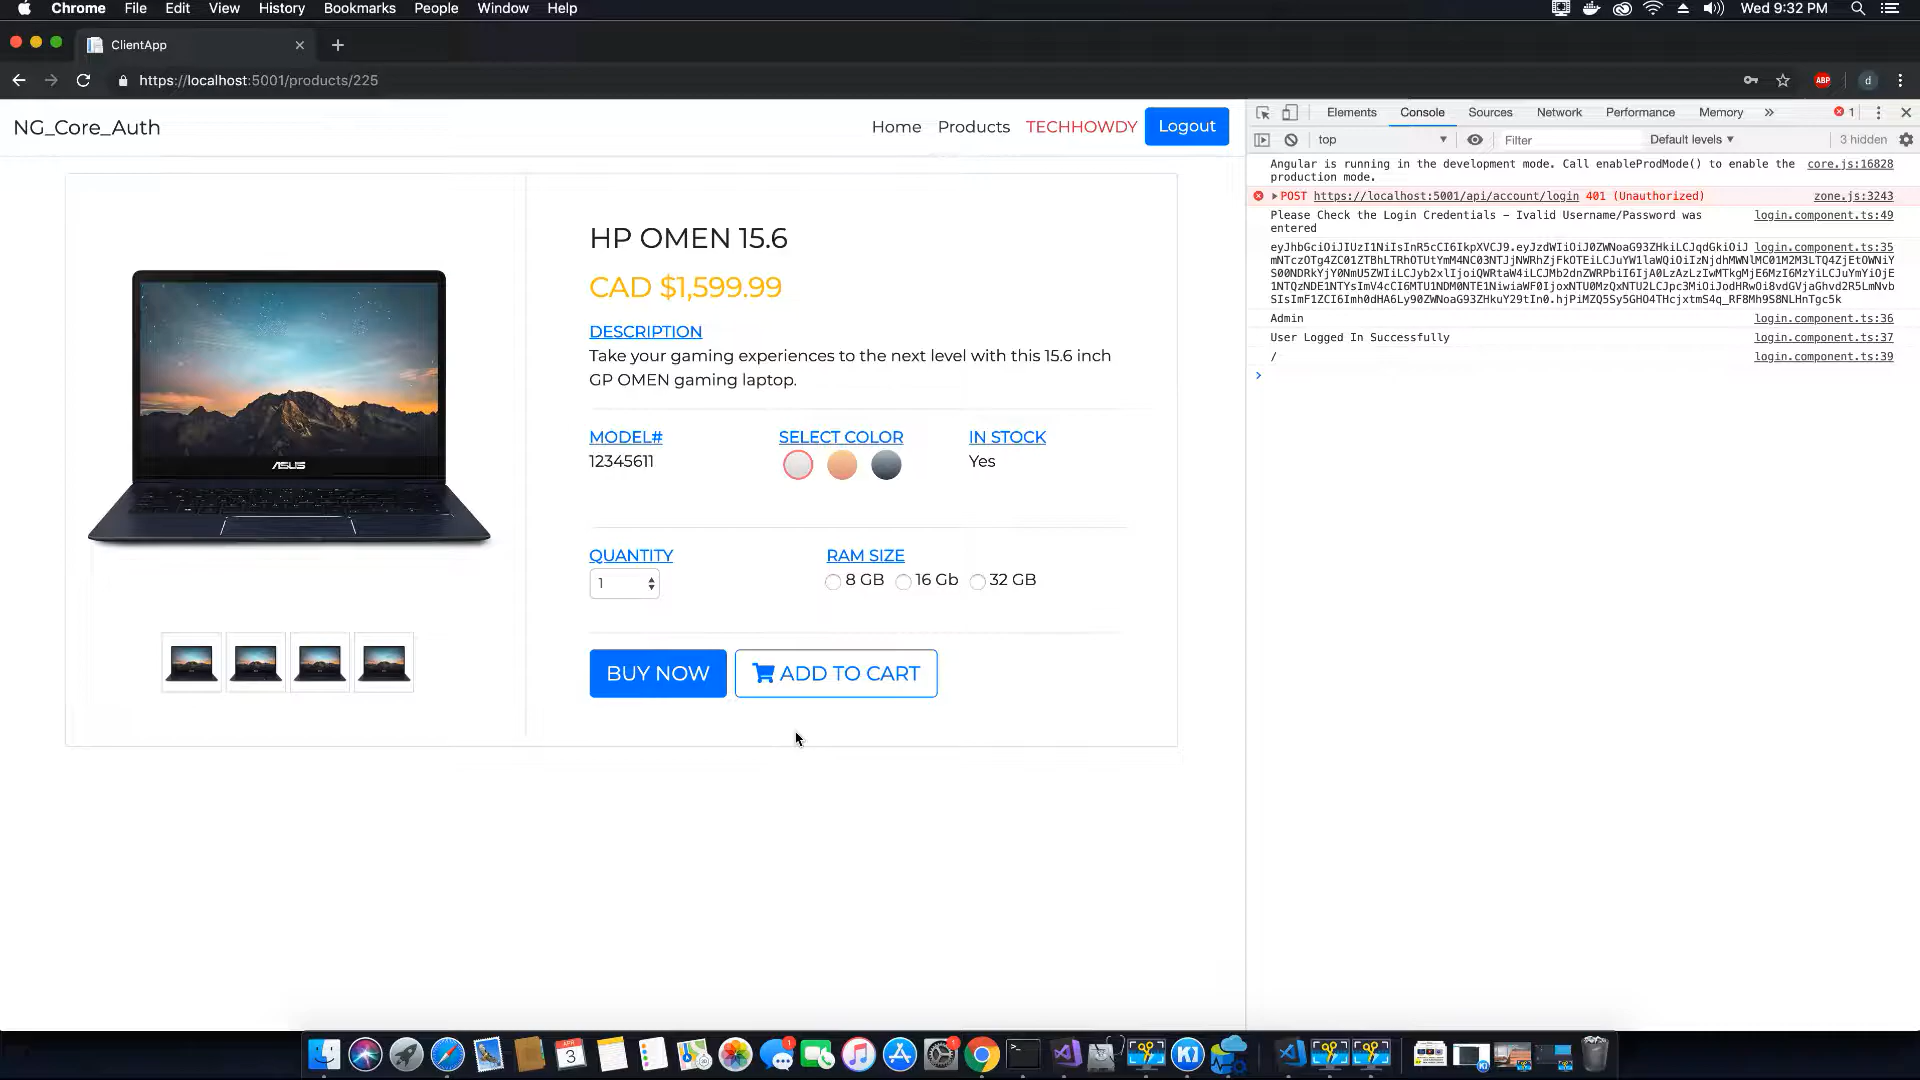 Chrome File Edit View History Bookmarks People Window Help Wed 9:32 PM
ClientApp
https://localhost:5001/products/225 ABP d
NG_Core_Auth Home Products TECHHOWDY Logout
HP OMEN 15.6
CAD $1,599.99
DESCRIPTION
Take your gaming experiences to the next level with this 15.6 inch
GP OMEN gaming laptop.
MODEL# SELECT COLOR IN STOCK
12345611 Yes
ASUS
QUANTITY RAM SIZE
1 8 GB 16 Gb 32 GB
BUY NOW ADD TO CART
Elements Console Sources Network Performance Memory » 1
top Filter Default levels 3 hidden
Angular is running in the development mode. Call enableProdMode() to enable the core.js:16828
production mode.
POST https://localhost:5001/api/account/login 401 (Unauthorized) zone.js:3243
Please Check the Login Credentials - Ivalid Username/Password was login.component.ts:49
entered
login.component.ts:35
Admin login.component.ts:36
User Logged In Successfully login.component.ts:37
/ login.component.ts:39